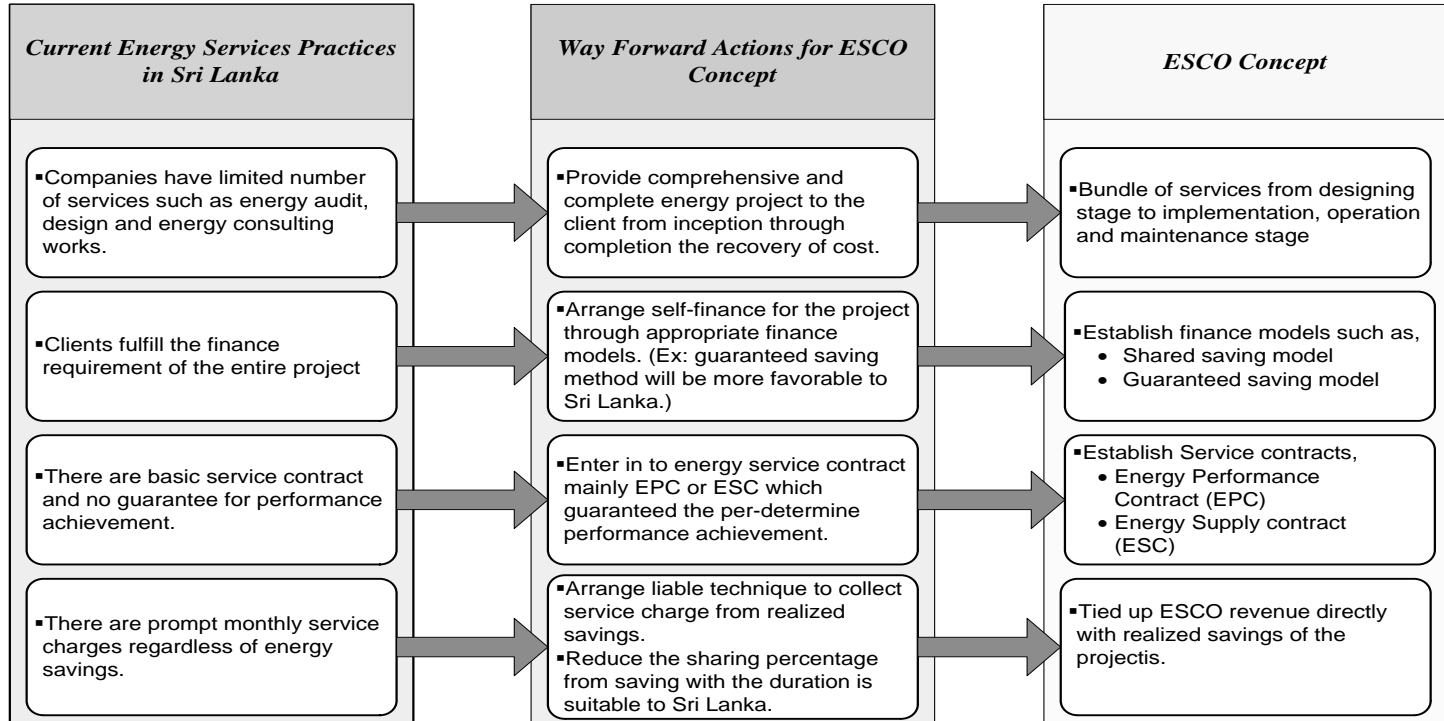 Current Energy Services Practices
in Sri Lanka
Way Forward Actions for ESCO
Concept
ESCO Concept
▪Companies have limited number
of services such as energy audit,
design and energy consulting
works.
▪Provide comprehensive and
complete energy project to the
client from inception through
completion the recovery of cost.
▪Bundle of services from designing
stage to implementation, operation
and maintenance stage
▪Clients fulfill the finance
requirement of the entire project
▪Arrange self-finance for the project
through appropriate finance
models. (Ex: guaranteed saving
method will be more favorable to
Sri Lanka.)
▪Establish finance models such as,
• Shared saving model
• Guaranteed saving model
▪There are basic service contract
and no guarantee for performance
achievement.
▪Enter in to energy service contract
mainly EPC or ESC which
guaranteed the per-determine
performance achievement.
▪Establish Service contracts,
• Energy Performance
Contract (EPC)
• Energy Supply contract
(ESC)
▪There are prompt monthly service
charges regardless of energy
savings.
▪Arrange liable technique to collect
service charge from realized
savings.
▪Reduce the sharing percentage
from saving with the duration is
suitable to Sri Lanka.
▪Tied up ESCO revenue directly
with realized savings of the
projectis.